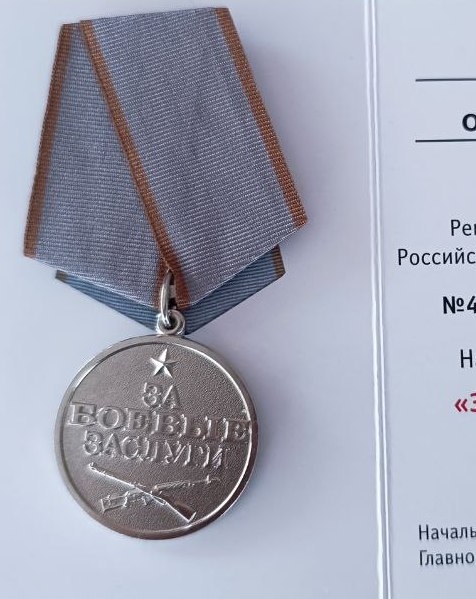 ЗА
БОЕВЫЕ
ЗАСЛУГИ
О
Ре
Российс
№4
Н
«З
Началь
Главно